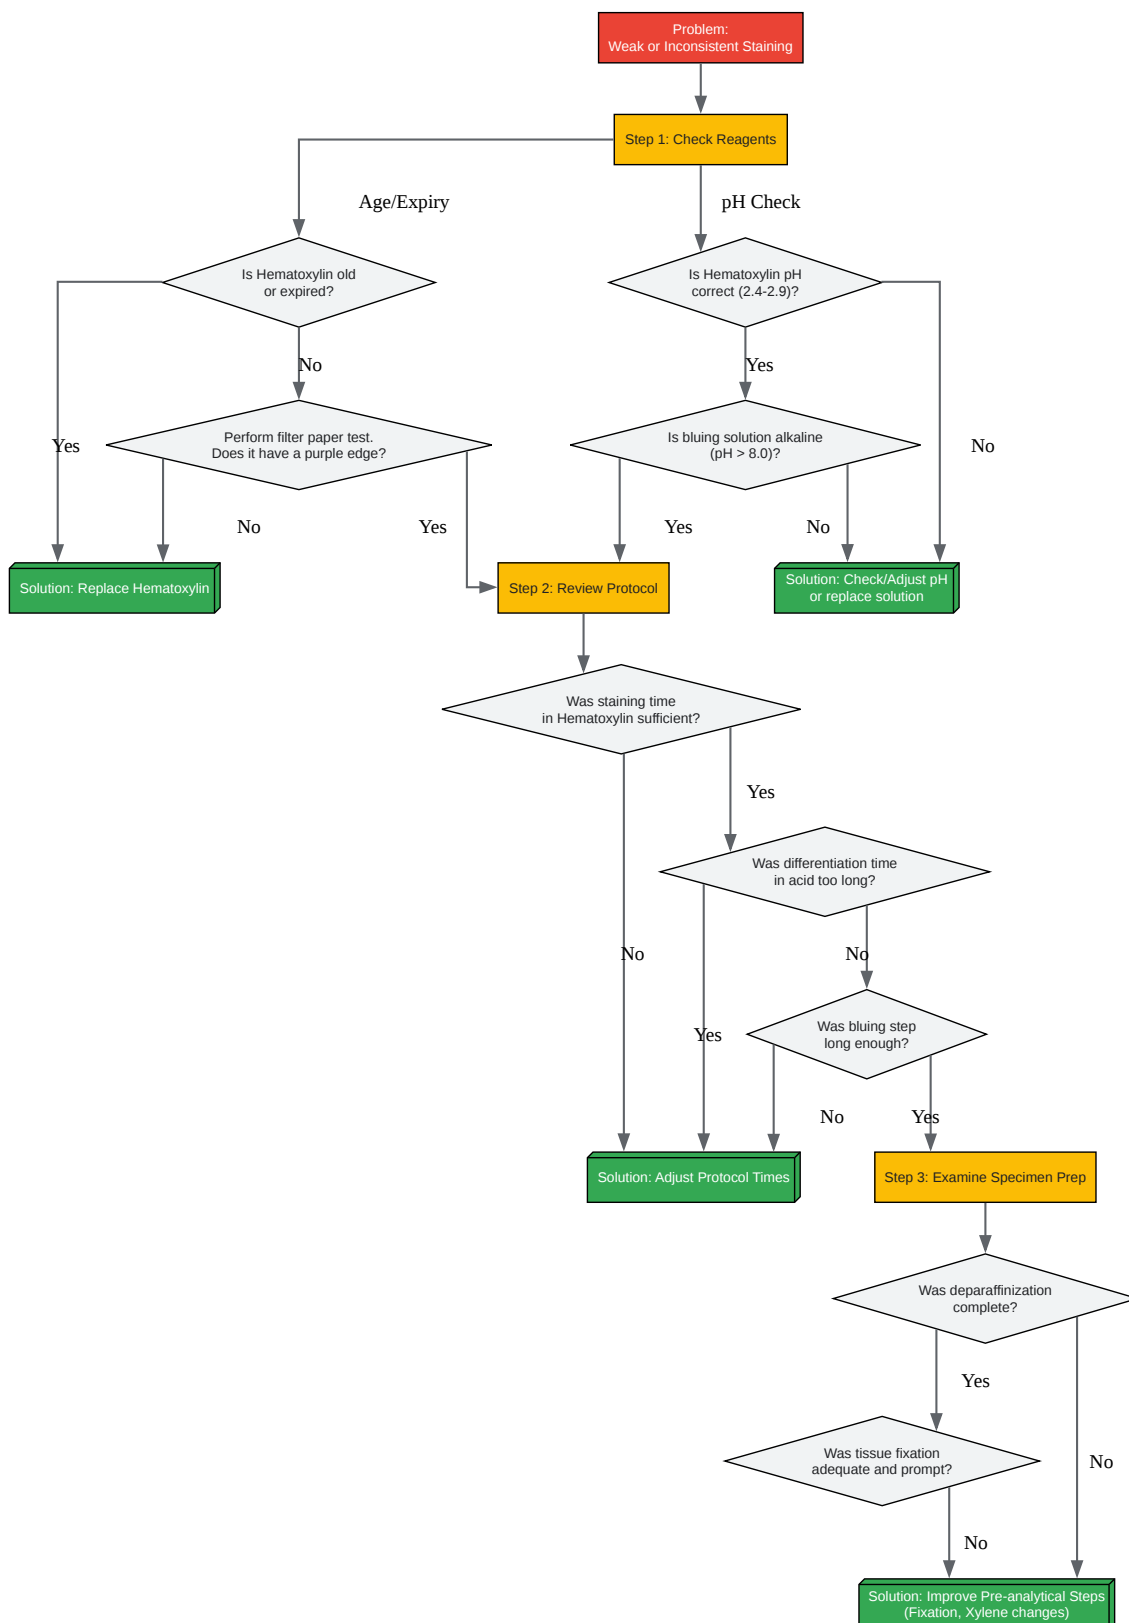 Problem:
Weak or Inconsistent Staining
Step 1: Check Reagents
Age/Expiry
pH Check
Is Hematoxylin old
or expired?
Is Hematoxylin pH
correct (2.4-2.9)?
No
Yes
Yes
Perform filter paper test.
Does it have a purple edge?
Is bluing solution alkaline
(pH > 8.0)?
No
No
Yes
Yes
No
Solution: Replace Hematoxylin
Step 2: Review Protocol
Solution: Check/Adjust pH
or replace solution
Was staining time
in Hematoxylin sufficient?
Yes
Was differentiation time
in acid too long?
No
No
Yes
Was bluing step
long enough?
No
Yes
Solution: Adjust Protocol Times
Step 3: Examine Specimen Prep
Was deparaffinization
complete?
Yes
Was tissue fixation
adequate and prompt?
No
No
Solution: Improve Pre-analytical Steps
(Fixation, Xylene changes)